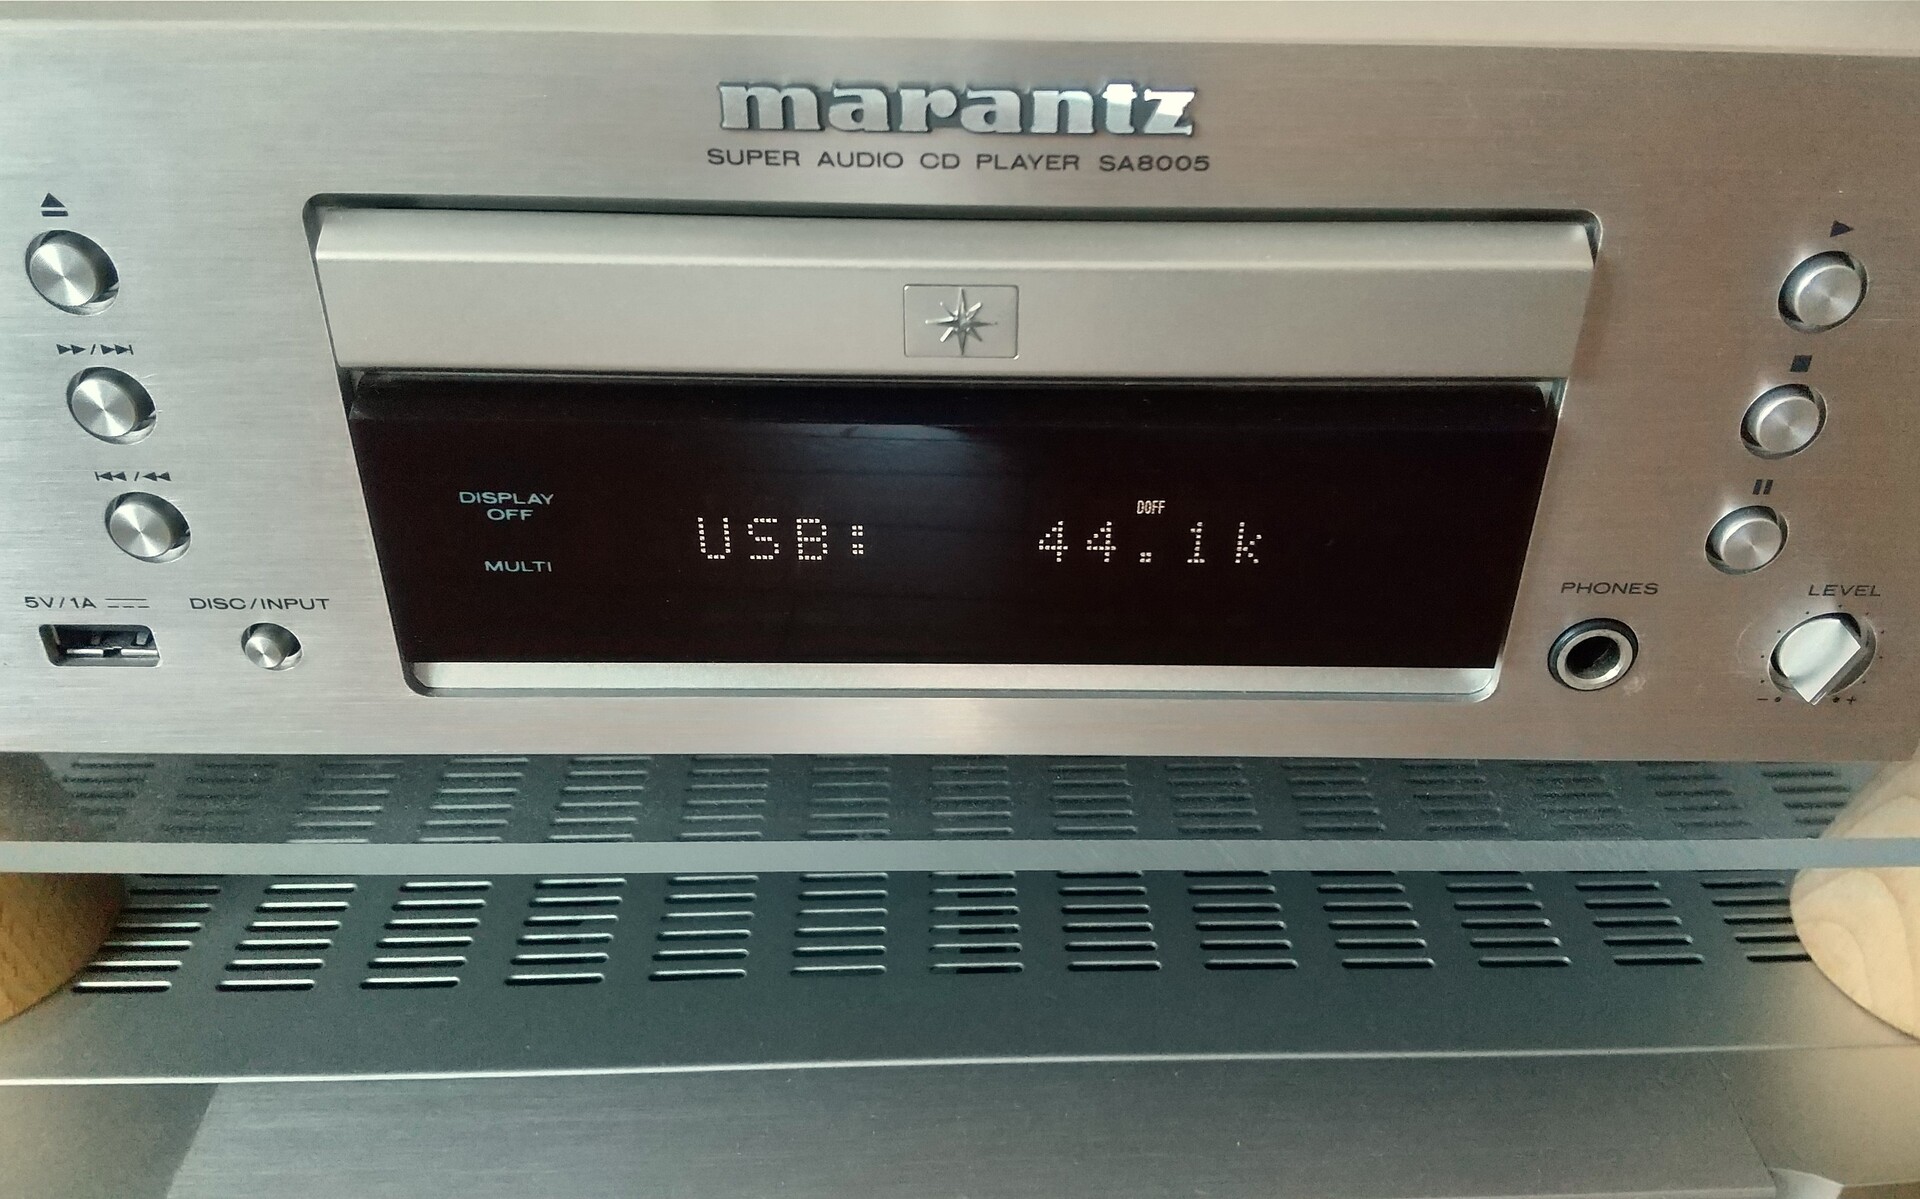 marantz
SUPER AUDIO CD PLAYER SA8005
DISPLAY
OFF
DOFF
USB: 44.1k
MULTI
5V/1A
DISC/INPUT
PHONES
LEVEL
- +